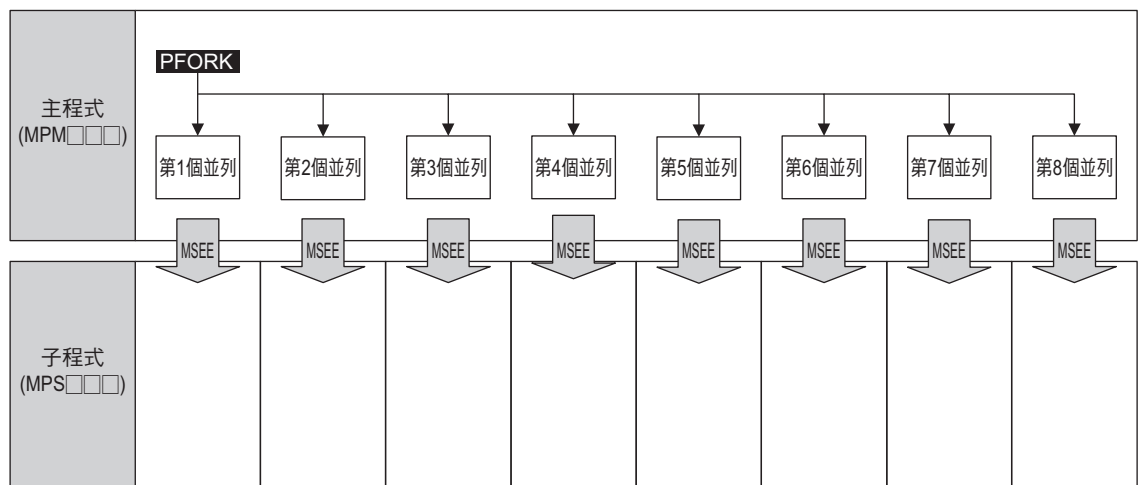 PFORK
主程式
(MPM□□□)
第1個並列 第2個並列 第3個並列 第4個並列 第5個並列 第6個並列 第7個並列 第8個並列
MSEE MSEE MSEE MSEE MSEE MSEE MSEE MSEE
子程式
(MPS□□□)